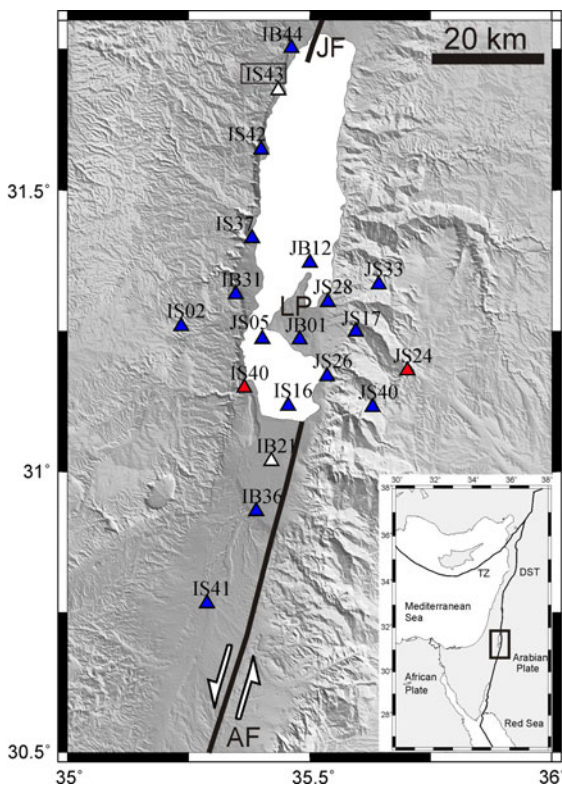 IB44
JF
20 km
IS43
IS42
31.5°
IS37
JB12
JS33
IB31
JS28
LP
IS02
JS05
JB01
JS17
JS24
IS40
JS26
IS16
JS40
31°
IB21
IB36
IS41
AF
30.5°
35°
35.5°
36°
38
36
34
32
30
28
30
32
34
36
38
TZ
DST
Mediterranean
Sea
Arabian
Plate
African
Plate
Red Sea